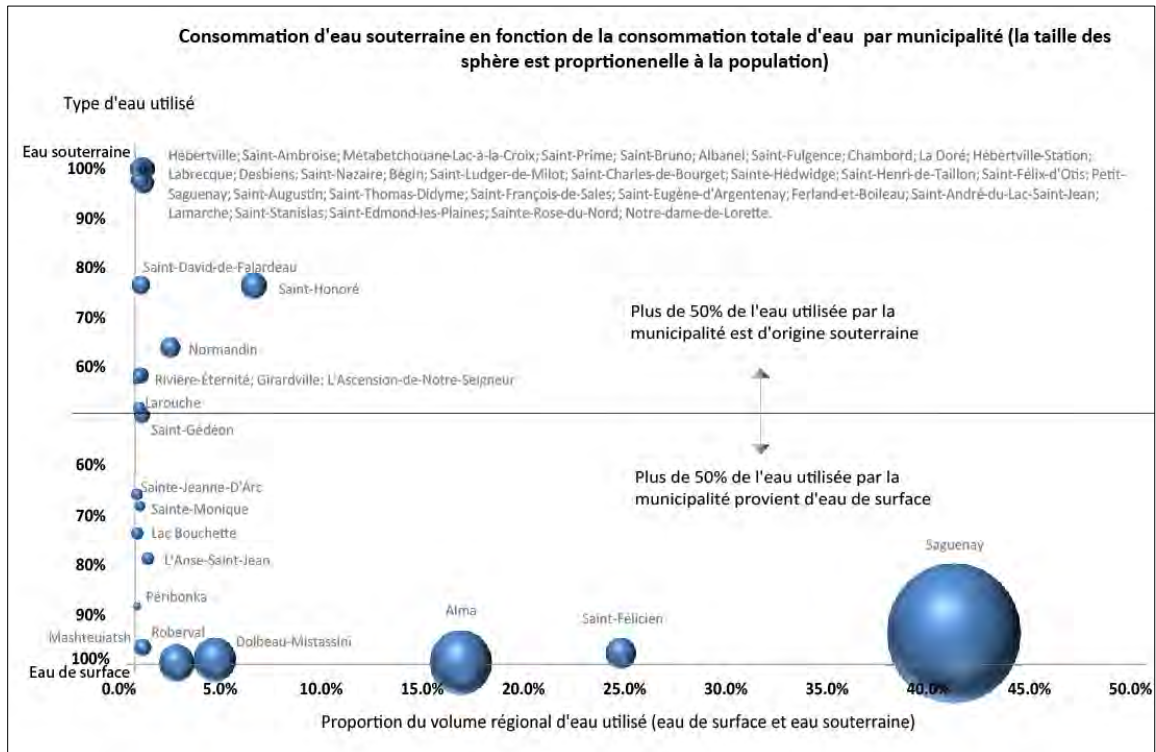 Consommation d'eau souterraine en fonction de la consommation totale d'eau par municipalité (la taille des
sphère est proprtionenelle à la population)
Type d'eau utilisé
Eau souterraine
100%
Hébertville; Saint-Ambroise; Métabetchouane-Lac-à-la-Croix; Saint-Prime; Saint-Bruno; Albanel; Saint-Fulgence; Chambord; La Doré; Hébertville-Station;
Labrecque; Desbiens; Saint-Nazaire; Bégin; Saint-Ludger-de-Milot; Saint-Charles-de-Bourget; Sainte-Hedwidge; Saint-Henri-de-Taillon; Saint-Félix-d'Otis; Petit-
Saguenay; Saint-Augustin; Saint-Thomas-Didyme; Saint-François-de-Sales; Saint-Eugène-d'Argentenay; Ferland-et-Boileau; Saint-André-du-Lac-Saint-Jean;
Lamarche; Saint-Stanislas; Saint-Edmond-les-Plaines; Sainte-Rose-du-Nord; Notre-dame-de-Lorette.
90%
80%
Saint-David-de-Falardeau
Saint-Honoré
70%
Plus de 50% de l'eau utilisée par la
municipalité est d'origine souterraine
Normandin
60%
Rivière-Éternité; Girardville; L'Ascension-de-Notre-Seigneur
Larouche
Saint-Gédéon
60%
Plus de 50% de l'eau utilisée par la
municipalité provient d'eau de surface
Sainte-Jeanne-D'Arc
70%
Sainte-Monique
Lac Bouchette
80%
L'Anse-Saint-Jean
Saguenay
90%
Péribonka
Alma
Saint-Félicien
Mashteuiatsh
Roberval
Dolbeau-Mistassini
100%
Eau de surface
0.0% 5.0% 10.0% 15.0% 20.0% 25.0% 30.0% 35.0% 40.0% 45.0% 50.0%
Proportion du volume régional d'eau utilisé (eau de surface et eau souterraine)